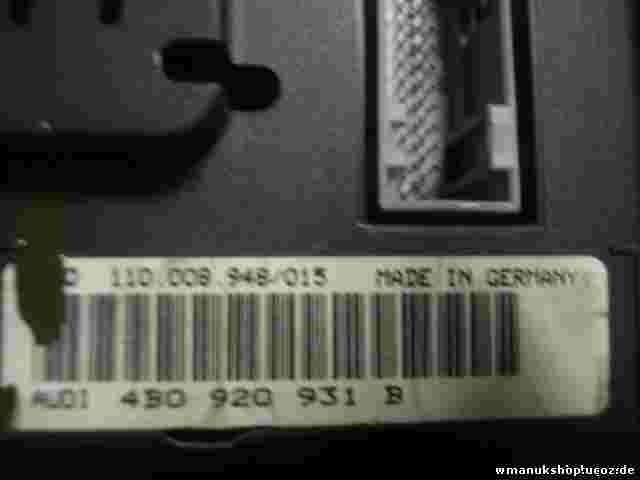 110.008.948/015 MADE IN GERMANY
AUDI 4B0 920 931 B
wmanukshop.ucoz.de